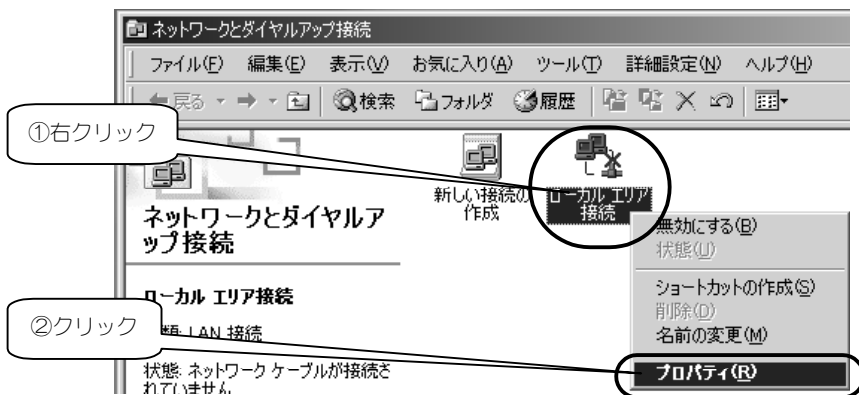 ネットワークとダイヤルアップ接続
ファイル(F) 編集(E) 表示(V) お気に入り(A) ツール(T) 詳細設定(N) ヘルプ(H)
戻る 検索 フォルダ 履歴
①右クリック
新しい接続の
作成
ローカル エリア
接続
ネットワークとダイヤルア
ップ接続
無効にする(B)
状態(U)
ローカル エリア接続
ショートカットの作成(S)
削除(D)
名前の変更(M)
②クリック
LAN 接続
プロパティ(R)
状態: ネットワーク ケーブルが接続さ
れていません